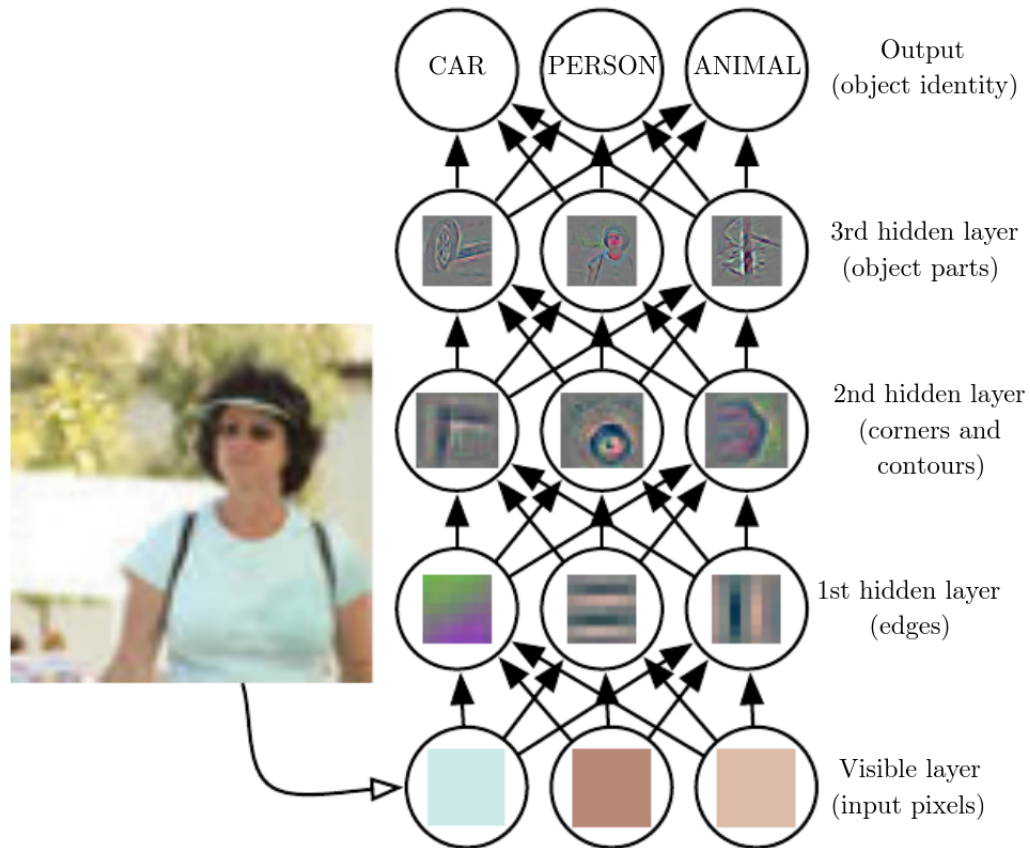 CAR
PERSON
ANIMAL
Output
(object identity)
3rd hidden layer
(object parts)
2nd hidden layer
(corners and
contours)
1st hidden layer
(edges)
Visible layer
(input pixels)